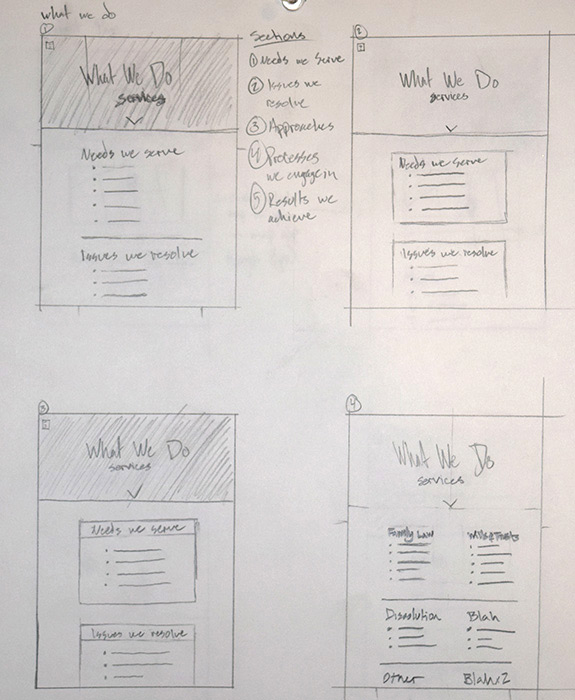 what we do
1
What We Do
services
Needs we serve
Issues we resolve
Sections
1 Needs we serve
2 Issues we
resolve
3 Approaches
4 Processes
we engage in
5 Results we
achieve
2
What We Do
services
Needs we serve
Issues we resolve
3
What We Do
services
Needs we serve
Issues we resolve
4
What We Do
services
Family Law
Dissolution
Blah
Other
Blah 2